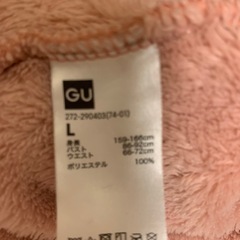 GU
272-290403(74-01)
L
身長 159-166cm
バスト 86-92cm
ウエスト 66-72cm
ポリエステル 100%